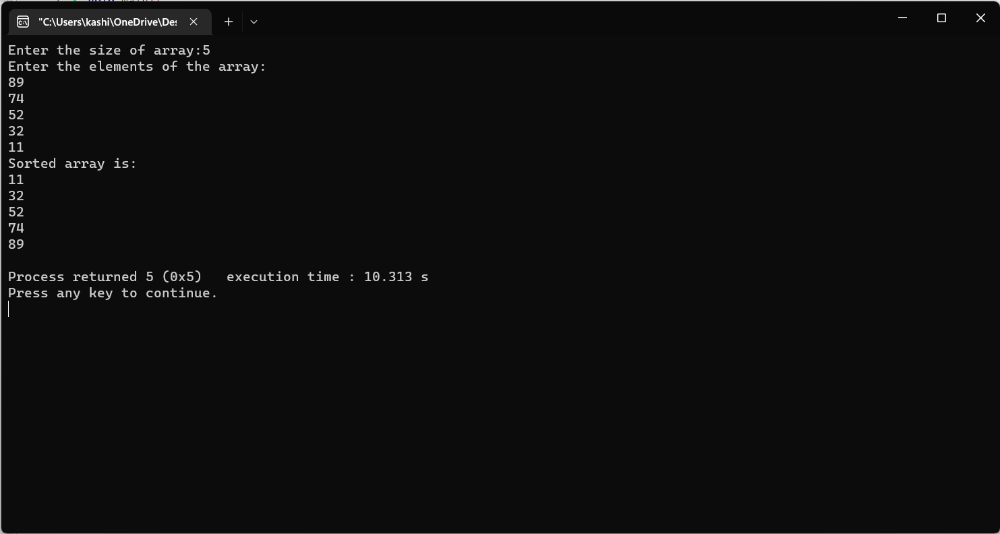 "C:\Users\kashi\OneDrive\Des
Enter the size of array:5
Enter the elements of the array:
89
74
52
32
11
Sorted array is:
11
32
52
74
89
Process returned 5 (0x5)   execution time : 10.313 s
Press any key to continue.